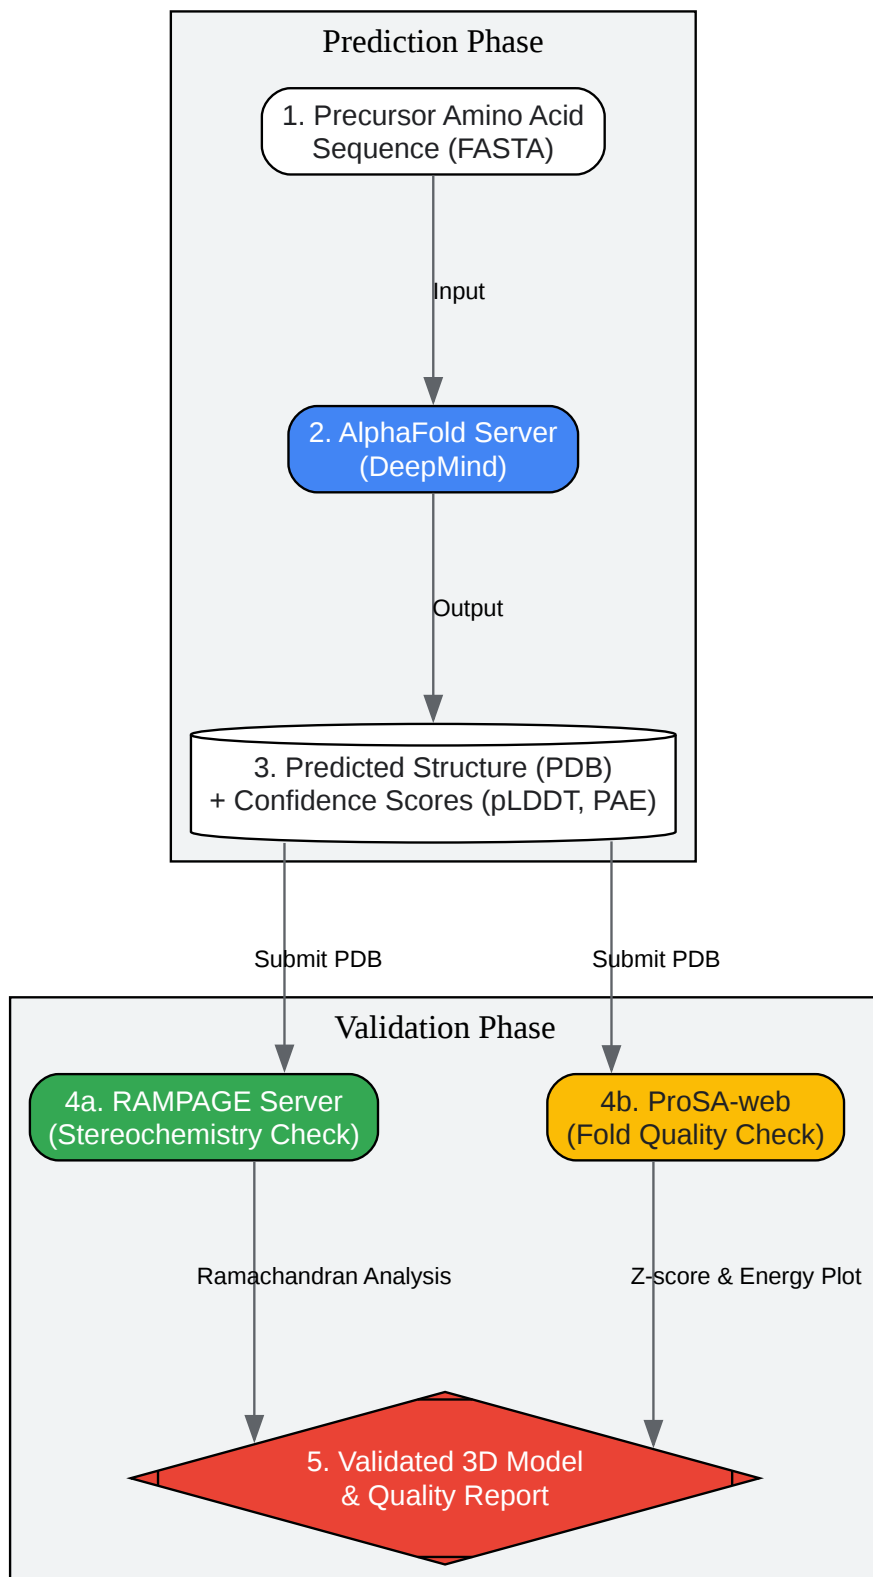 Prediction Phase
1. Precursor Amino Acid
Sequence (FASTA)
Input
2. AlphaFold Server
(DeepMind)
Output
3. Predicted Structure (PDB)
+ Confidence Scores (pLDDT, PAE)
Submit PDB
Submit PDB
Validation Phase
4a. RAMPAGE Server
(Stereochemistry Check)
4b. ProSA-web
(Fold Quality Check)
Ramachandran Analysis
Z-score & Energy Plot
5. Validated 3D Model
& Quality Report